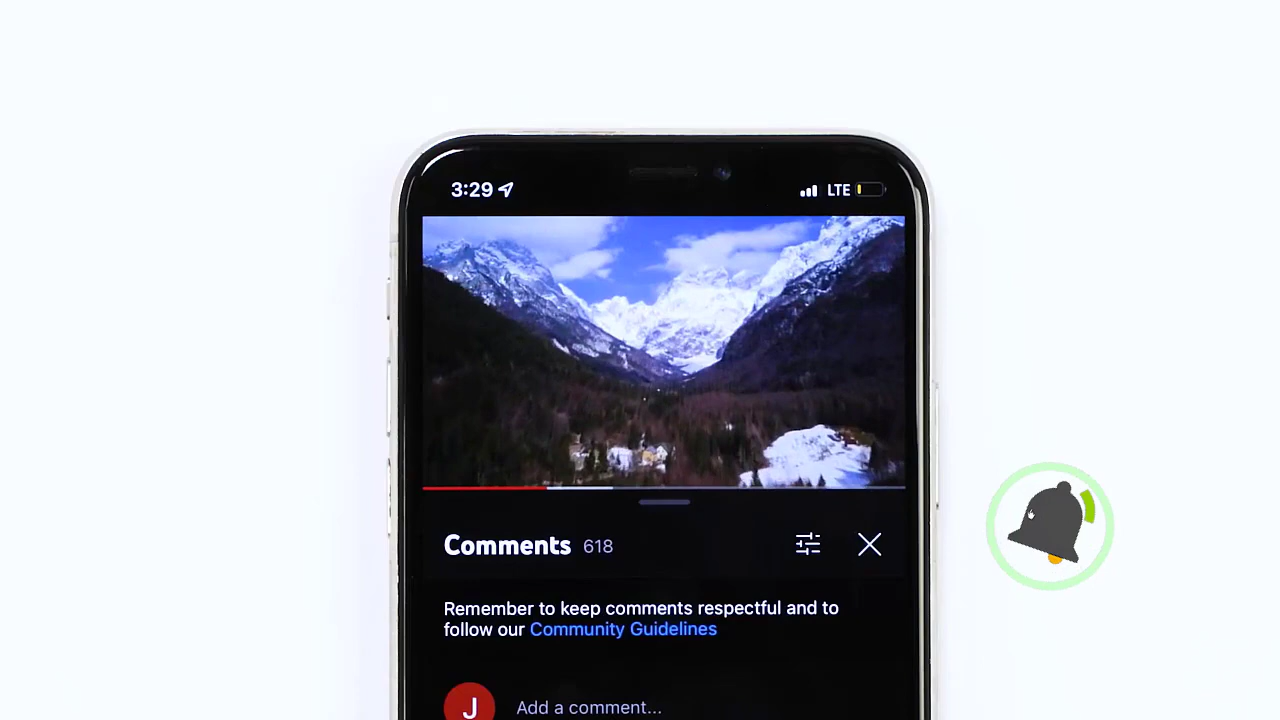 3:29
LTE
Comments 618
Remember to keep comments respectful and to
follow our Community Guidelines
J
Add a comment...